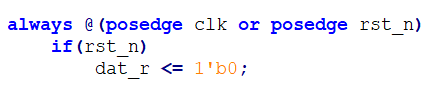 always @(posedge clk or posedge rst_n)
    if(rst_n)
        dat_r <= 1'b0;